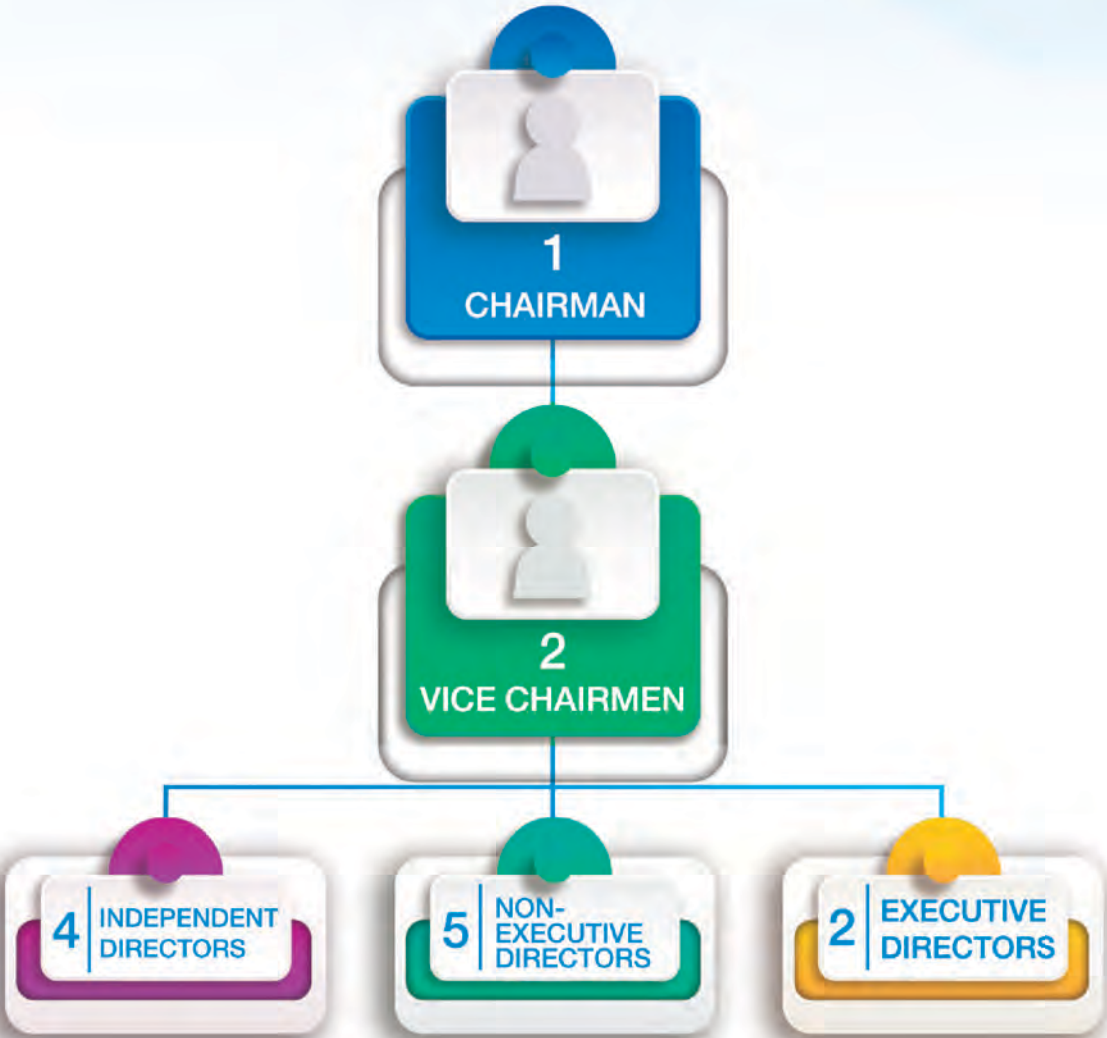 1
CHAIRMAN
2
VICE CHAIRMEN
4
INDEPENDENT
DIRECTORS
5
NON-
EXECUTIVE
DIRECTORS
2
EXECUTIVE
DIRECTORS